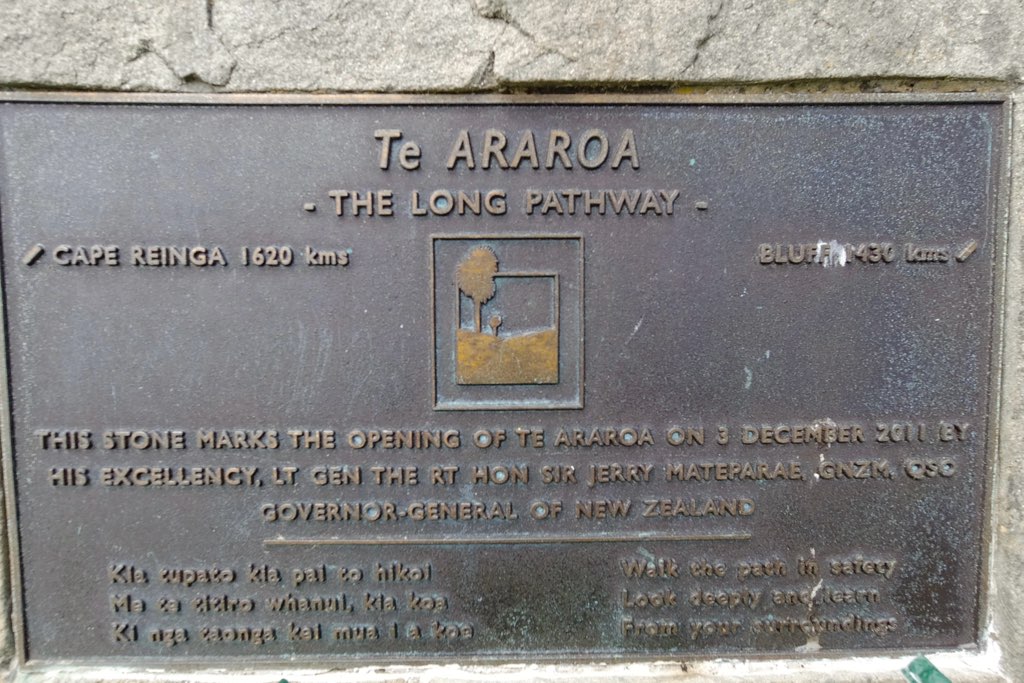 Te ARAROA
- THE LONG PATHWAY -
CAPE REINGA 1620 kms
BLUFF 1430 kms
THIS STONE MARKS THE OPENING OF TE ARAROA ON 3 DECEMBER 2011 BY
HIS EXCELLENCY, LT GEN THE RT HON SIR JERRY MATEPARAE, GNZM, QSO
GOVERNOR-GENERAL OF NEW ZEALAND
Kia tupato kia pai to hikoi
Me te titiro whanui, kia koa
Ki nga taonga kei mua i a koe
Walk the path in safety
Look deeply and learn
From your surroundings